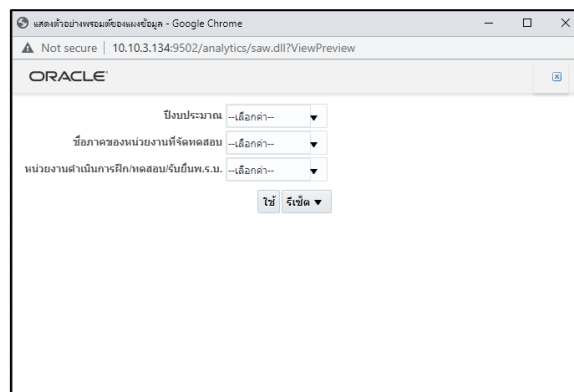 แสดงตัวอย่างพรอมต์ของแผงข้อมูล - Google Chrome
Not secure | 10.10.3.134:9502/analytics/saw.dll?ViewPreview
ORACLE
ปีงบประมาณ --เลือกค่า--
ชื่อภาคของหน่วยงานที่จัดทดสอบ --เลือกค่า--
หน่วยงานดำเนินการฝึก/ทดสอบ/รับยื่นพ.ร.บ. --เลือกค่า--
ใช้ รีเซ็ต